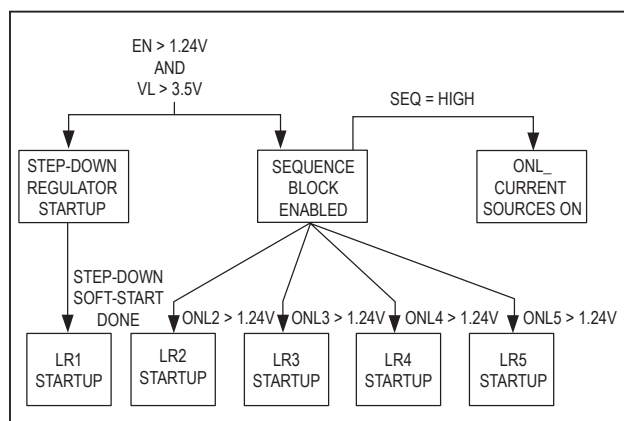 EN > 1.24V
AND
VL > 3.5V
SEQ = HIGH
STEP-DOWN
REGULATOR
STARTUP
SEQUENCE
BLOCK
ENABLED
ONL_
CURRENT
SOURCES ON
STEP-DOWN
SOFT-START
DONE
ONL2 > 1.24V
ONL3 > 1.24V
ONL4 > 1.24V
ONL5 > 1.24V
LR1
STARTUP
LR2
STARTUP
LR3
STARTUP
LR4
STARTUP
LR5
STARTUP